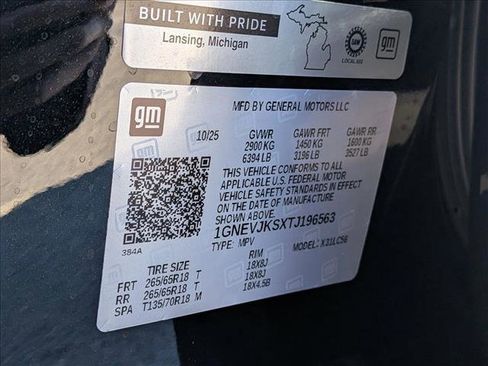 BUILT WITH PRIDE
Lansing, Michigan
UAW
LOCAL 602
gm
gm
MFD BY GENERAL MOTORS LLC
10/25 GVWR GAWR FRT GAWR RR
2900 KG 1450 KG 1600 KG
6394 LB 3196 LB 3527 LB
THIS VEHICLE CONFORMS TO ALL
APPLICABLE U.S. FEDERAL MOTOR
VEHICLE SAFETY STANDARDS IN EFFECT
ON THE DATE OF MANUFACTURE
SHOWN ABOVE.
1GNEVJKSXTJ196563
TYPE: MPV MODEL:
384A
TIRE SIZE RIM
FRT 265/65R18 T 18X8J
RR 265/65R18 T 18X8J
SPA T135/70R18 M 18X4.5B